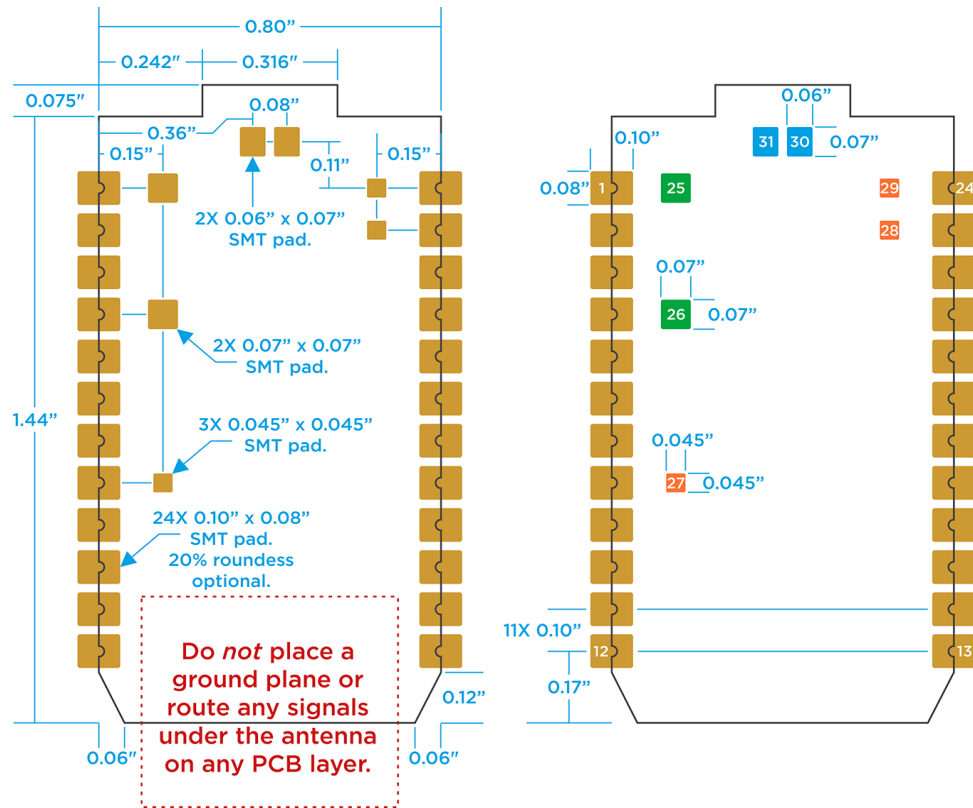 0.80”
0.242"
0.316"
0.075"
0.08”
0.36”
0.15”
0.11”
0.15”
2X 0.06” x 0.07”
SMT pad.
2X 0.07” x 0.07”
SMT pad.
1.44”
3X 0.045” x 0.045”
SMT pad.
24X 0.10” x 0.08”
SMT pad.
20% roundess
optional.
Do not place a
ground plane or
route any signals
under the antenna
on any PCB layer.
0.12”
0.06”
0.06"
0.06”
0.10”
31
30
0.07”
0.08”
1
25
29
24
28
0.07”
26
0.07”
0.045”
27
0.045”
11X 0.10”
12
13
0.17”